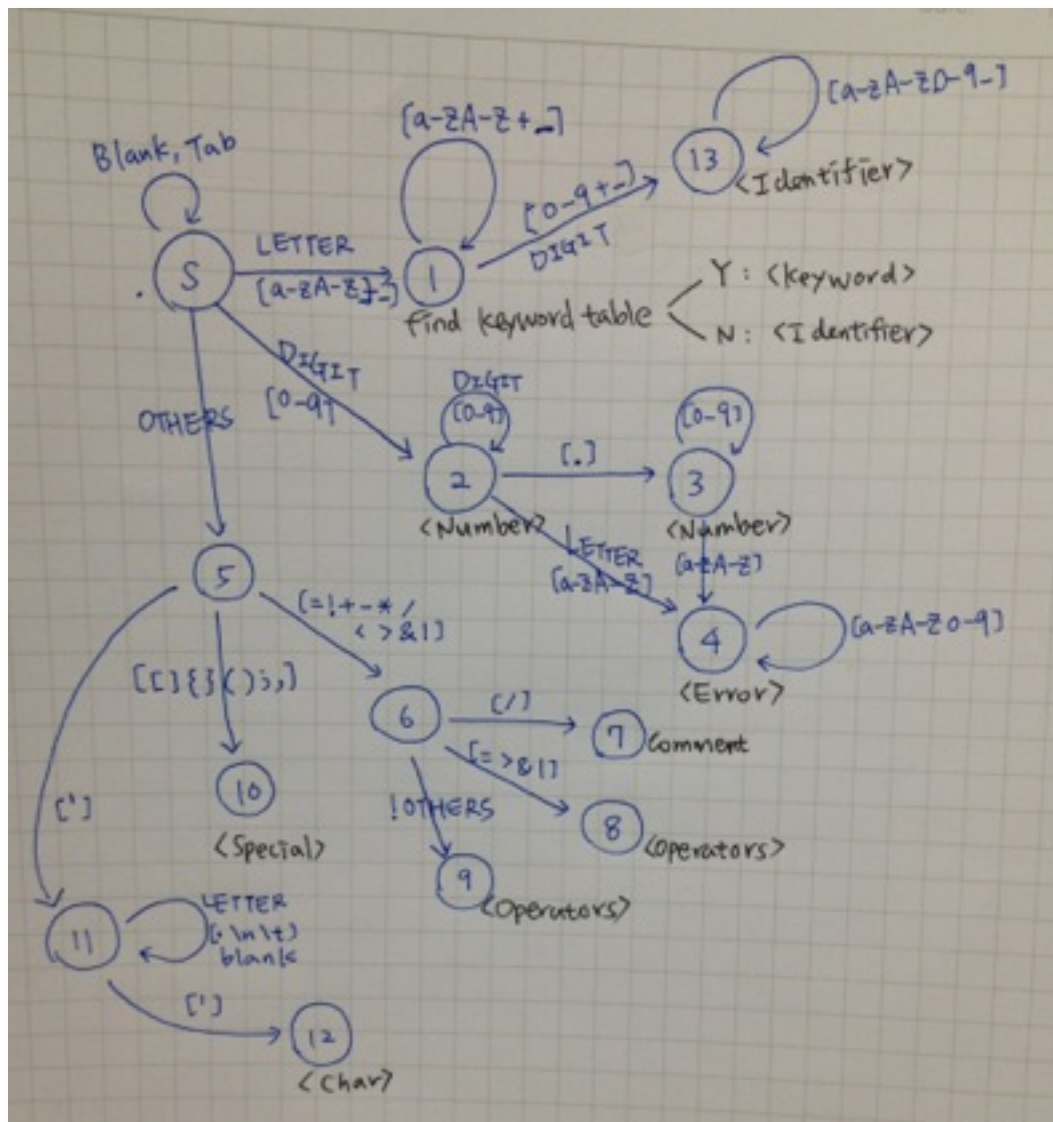 [a-zA-Z0-9_]
[a-zA-Z+_]
Blank, Tab
13
<Identifier>
[0-9+_]
DIGIT
LETTER
[a-zA-Z+_]
S
1
find keyword table
Y: <keyword>
N: <Identifier>
DIGIT
[0-9]
OTHERS
DIGIT
[0-9]
[0-9]
2
[.]
3
<Number>
<Number>
LETTER
[a-zA-Z]
[a-zA-Z]
5
[=!+-*/
<>&|]
4
[a-zA-Z0-9]
<Error>
[[]{}();,]
6
[/]
7
Comment
[=>&|]
!OTHERS
10
8
<Operators>
<Special>
[']
9
<Operators>
11
LETTER
[.\n\t]
blank
[']
12
<Char>